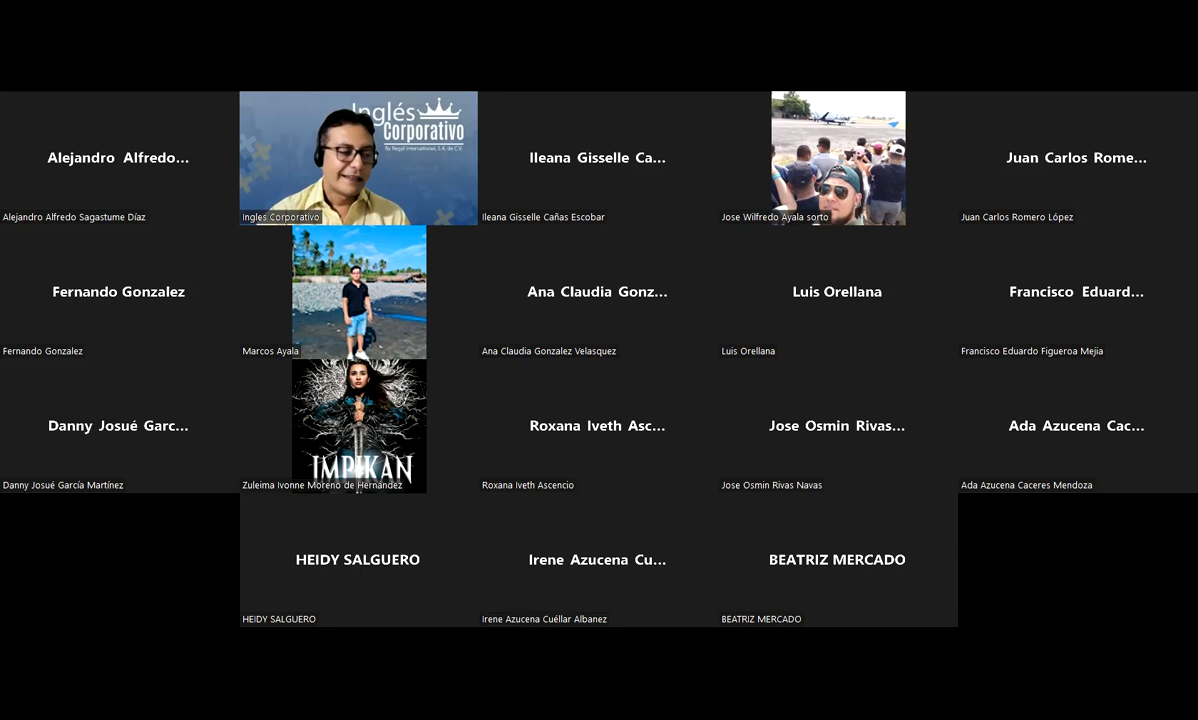 Alejandro Alfredo...
Alejandro Alfredo Sagastume Díaz
Inglés
Corporativo
By Regal International, S.A. de C.V.
Ingles Corporativo
Ileana Gisselle Ca...
Ileana Gisselle Cañas Escobar
Jose Wilfredo Ayala sorto
Juan Carlos Rome...
Juan Carlos Romero López
Fernando Gonzalez
Fernando Gonzalez
Marcos Ayala
Ana Claudia Gonz...
Ana Claudia Gonzalez Velasquez
Luis Orellana
Luis Orellana
Francisco Eduard...
Francisco Eduardo Figueroa Mejia
Danny Josué Garc...
Danny Josué García Martínez
IMPIKAN
Zuleima Ivonne Moreno de Hernández
Roxana Iveth Asc...
Roxana Iveth Ascencio
Jose Osmin Rivas...
Jose Osmin Rivas Navas
Ada Azucena Cac...
Ada Azucena Caceres Mendoza
HEIDY SALGUERO
HEIDY SALGUERO
Irene Azucena Cu...
Irene Azucena Cuéllar Albanez
BEATRIZ MERCADO
BEATRIZ MERCADO